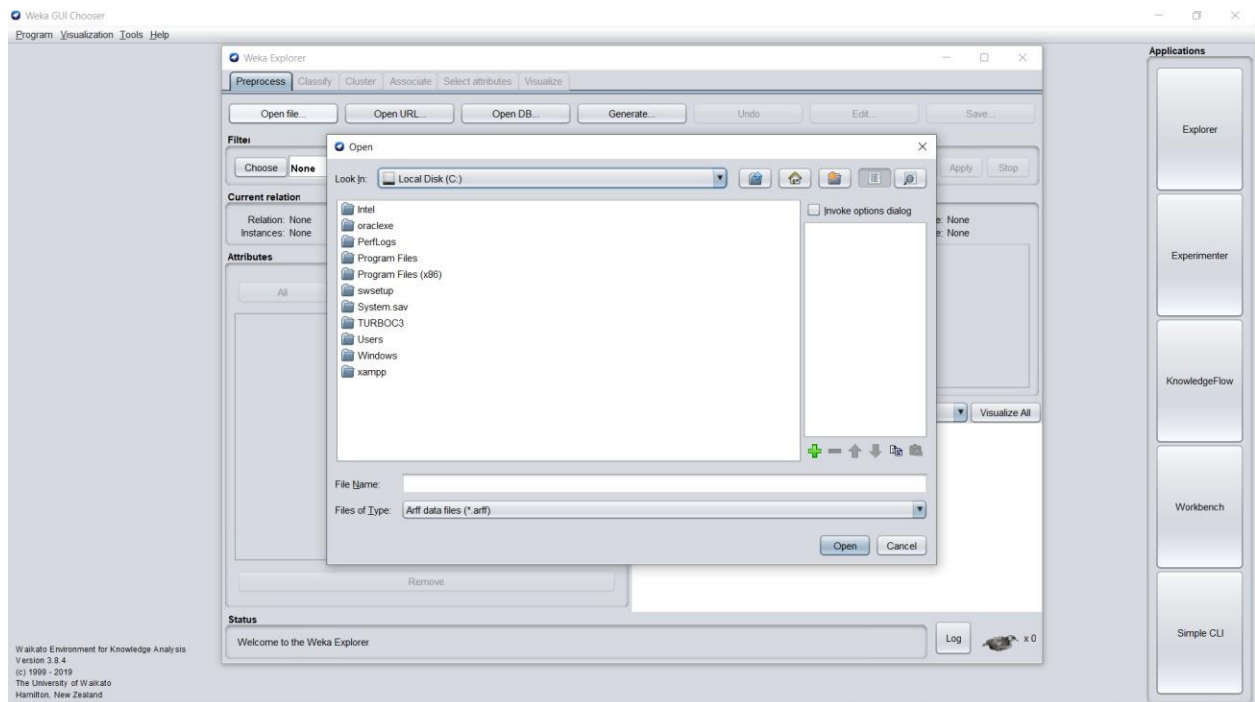 Weka GUI Chooser
Program Visualization Tools Help
Applications
Explorer
Experimenter
KnowledgeFlow
Workbench
Simple CLI
Weka Explorer
Preprocess Classify Cluster Associate Select attributes Visualize
Open file... Open URL... Open DB... Generate... Undo Edit... Save...
Filter
Choose None Apply Stop
Current relation
Relation: None
Instances: None
e: None
e: None
Attributes
All
Visualize All
Remove
Status
Welcome to the Weka Explorer
Log x 0
Open
Look In: Local Disk (C:)
Intel
oraclexe
PerfLogs
Program Files
Program Files (x86)
swsetup
System.sav
TURBOC3
Users
Windows
xampp
Invoke options dialog
File Name:
Files of Type: Arff data files (*.arff)
Open Cancel
Waikato Environment for Knowledge Analysis
Version 3.8.4
(c) 1999 - 2019
The University of Waikato
Hamilton, New Zealand